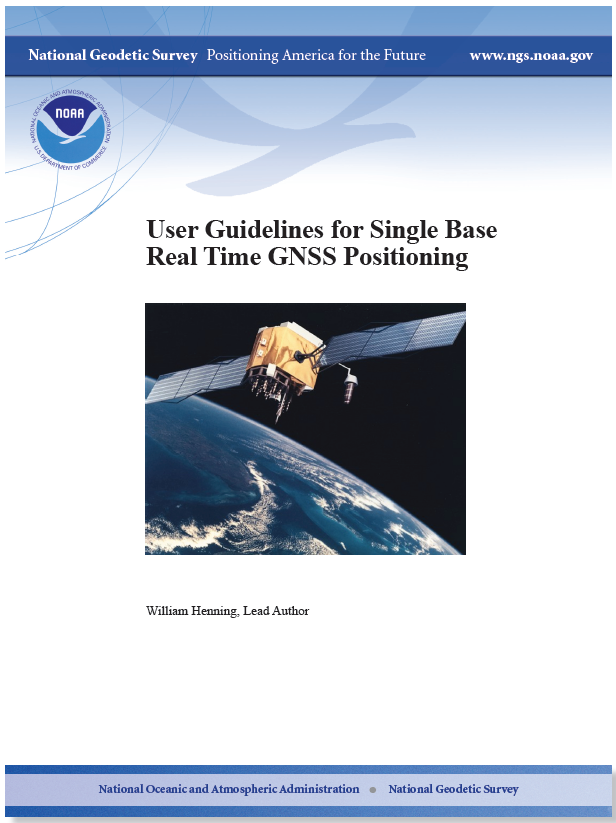 National Geodetic Survey Positioning America for the Future www.ngs.noaa.gov
NATIONAL OCEANIC AND ATMOSPHERIC ADMINISTRATION
NOAA
U.S. DEPARTMENT OF COMMERCE
User Guidelines for Single Base
Real Time GNSS Positioning
William Henning, Lead Author
National Oceanic and Atmospheric Administration • National Geodetic Survey